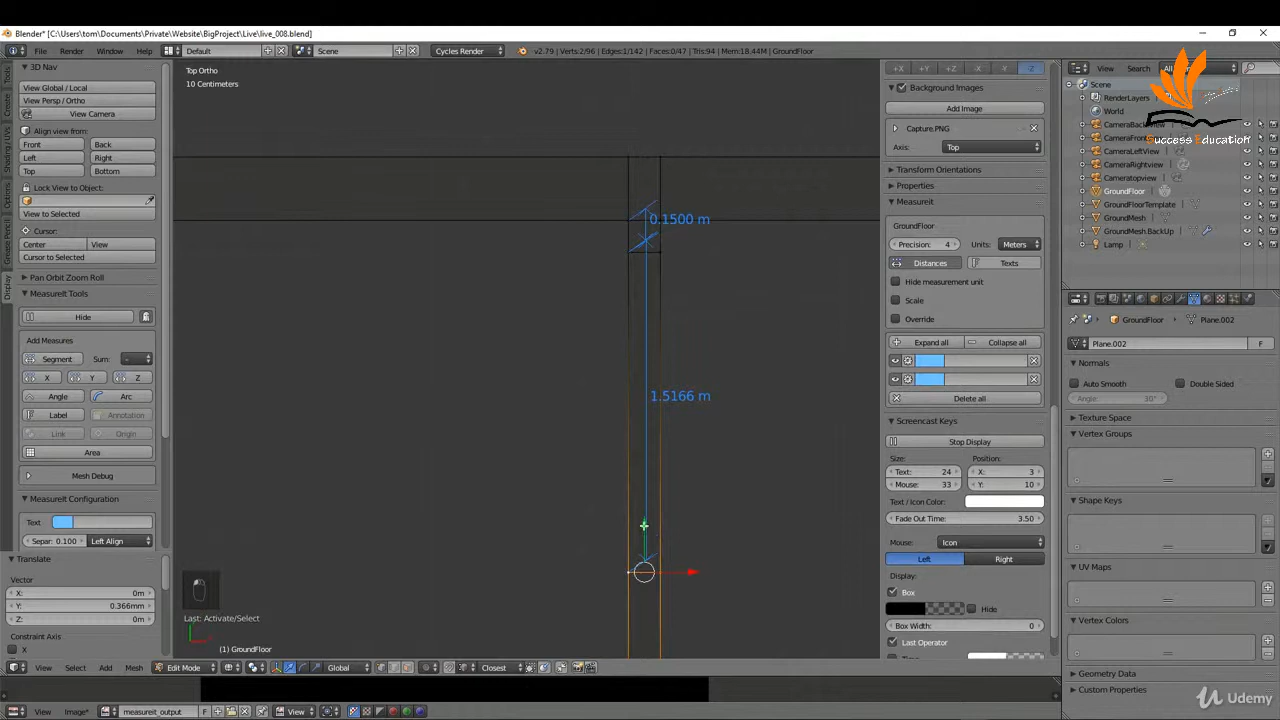 Blender* [C:\Users\tom\Documents\Private\Website\BigProject\Live\live_008.blend]
File Render Window Help Default Scene Cycles Render v2.79 | Verts:2/96 | Edges:1/142 | Faces:0/47 | Tris:94 | Mem:18.44M | GroundFloor
3D Nav
View Global / Local
View Persp / Ortho
View Camera
Align view from:
Front Back
Left Right
Top Bottom
Lock View to Object:
View to Selected
Cursor:
Center View
Cursor to Selected
Pan Orbit Zoom Roll
MeasureIt Tools
Hide
Add Measures
Segment Sum: --
X Y Z
Angle Arc
Label Annotation
Link Origin
Area
Mesh Debug
MeasureIt Configuration
Text
Separ: 0.100 Left Align
Translate
Vector
X: 0m
Y: 0.366mm
Z: 0m
Constraint Axis
X
Tools
Create
Shading / UVs
Options
Grease Pencil
Display
Top Ortho
10 Centimeters
0.1500 m
1.5166 m
Last: Activate/Select
(1) GroundFloor
View Select Add Mesh Edit Mode Global Closest
View Image* measureit_output F View
+X +Y +Z -X -Y -Z
Background Images
Add Image
Capture.PNG
Axis: Top
Transform Orientations
Properties
Measureit
GroundFloor
Precision: 4 Units: Meters
Distances Texts
Hide measurement unit
Scale
Override
Expand all Collapse all
Delete all
Screencast Keys
Stop Display
Size: Position:
Text: 24 X: 3
Mouse: 33 Y: 10
Text / Icon Color:
Fade Out Time: 3.50
Mouse: Icon
Left Right
Display:
Box
Hide
Box Width: 0
Last Operator
View Search All
Scene
RenderLayers
World
CameraFron
CameraLeftView
CameraRightview
Cameratopview
GroundFloor
GroundFloorTemplate
GroundMesh
GroundMesh.BackUp
Lamp
Success Education
GroundFloor Plane.002
Plane.002 F
Normals
Auto Smooth Double Sided
Angle: 30°
Texture Space
Vertex Groups
Shape Keys
UV Maps
Vertex Colors
Geometry Data
Custom Properties
Udemy